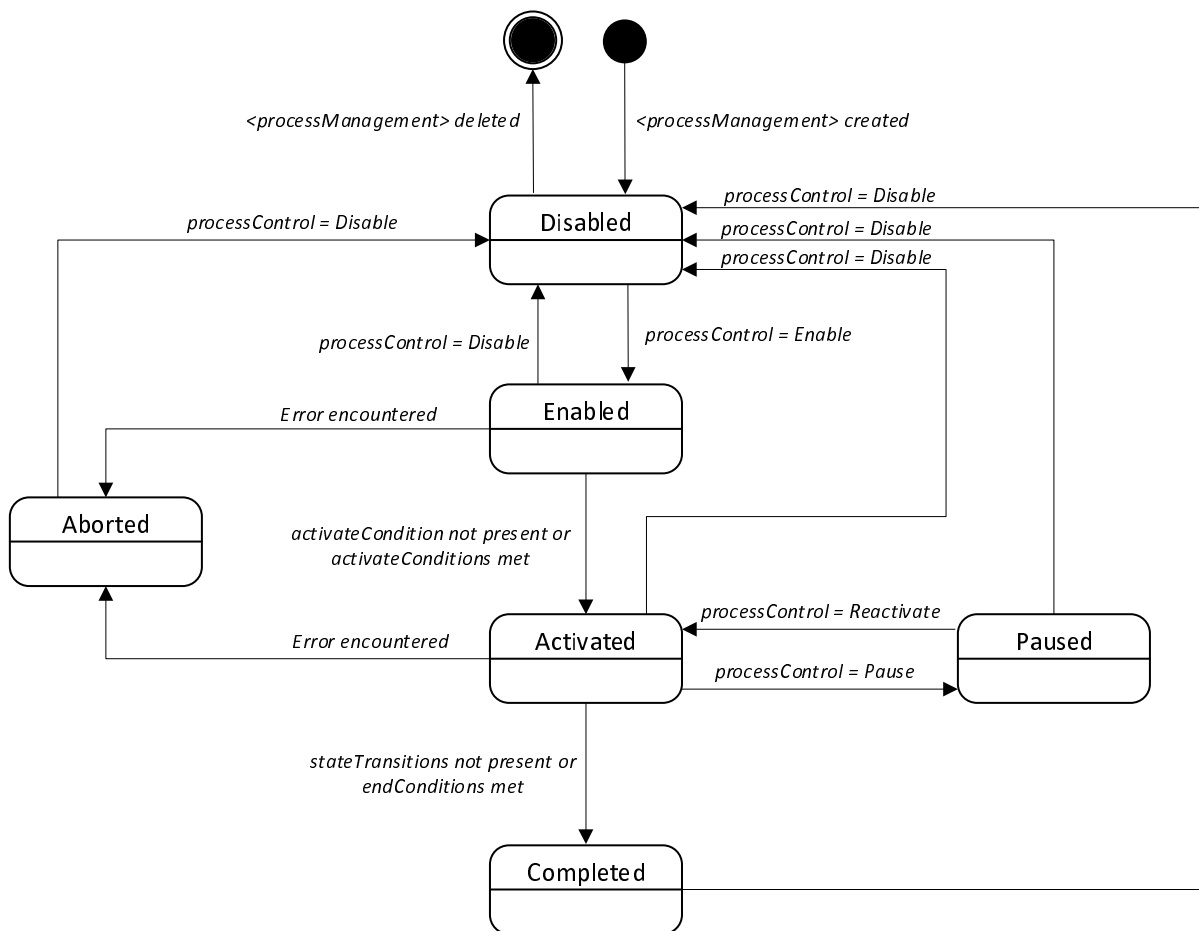 <processManagement> deleted
<processManagement> created
processControl = Disable
Disabled
processControl = Disable
processControl = Disable
processControl = Disable
processControl = Enable
processControl = Disable
Enabled
Error encountered
Aborted
activateCondition not present or
activateConditions met
processControl = Reactivate
Activated
Paused
Error encountered
processControl = Pause
stateTransitions not present or
endConditions met
Completed